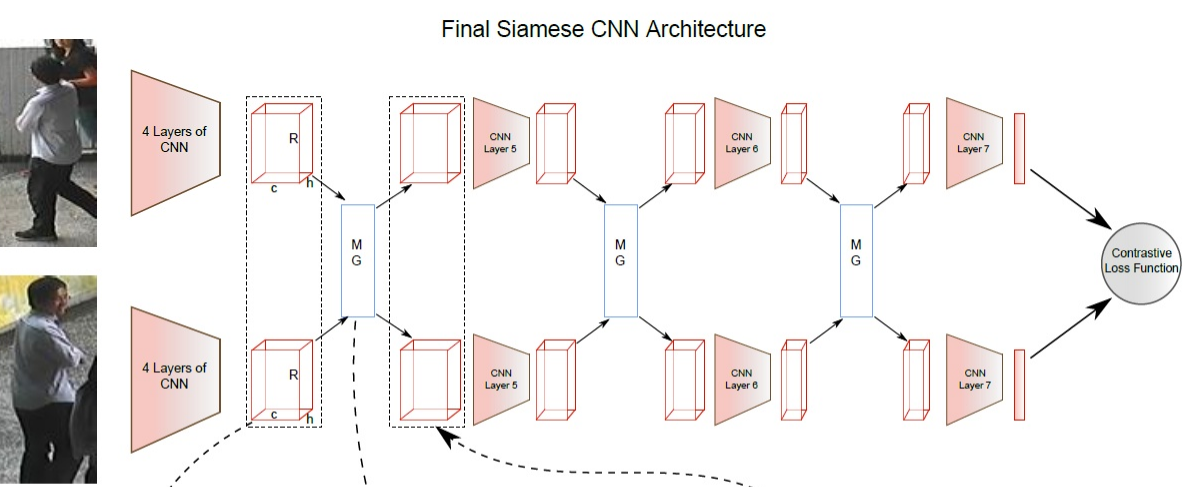 Final Siamese CNN Architecture
4 Layers of
CNN
R
c
h
M
G
CNN
Layer 5
M
G
CNN
Layer 6
M
G
CNN
Layer 7
Contrastive
Loss Function
4 Layers of
CNN
R
c
h
CNN
Layer 5
CNN
Layer 6
CNN
Layer 7